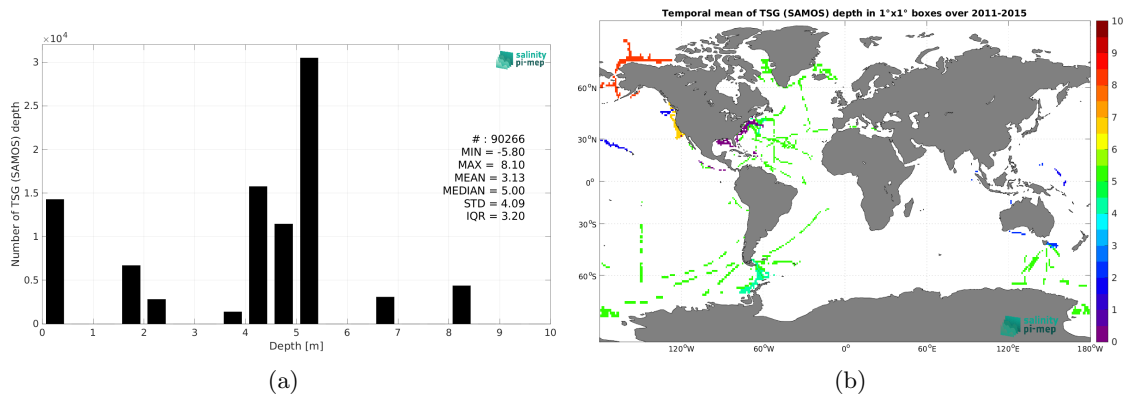 ×10⁴
3
2.5
2
1.5
1
0.5
0
0 1 2 3 4 5 6 7 8 9 10
Number of TSG (SAMOS) depth
Depth [m]
salinity
pi-mep
# : 90266
MIN = -5.80
MAX = 8.10
MEAN = 3.13
MEDIAN = 5.00
STD = 4.09
IQR = 3.20
(a)
Temporal mean of TSG (SAMOS) depth in 1°x1° boxes over 2011-2015
60°N
30°N
0°
30°S
60°S
120°W 60°W 0° 60°E 120°E 180°W
salinity
pi-mep
10
9
8
7
6
5
4
3
2
1
0
(b)